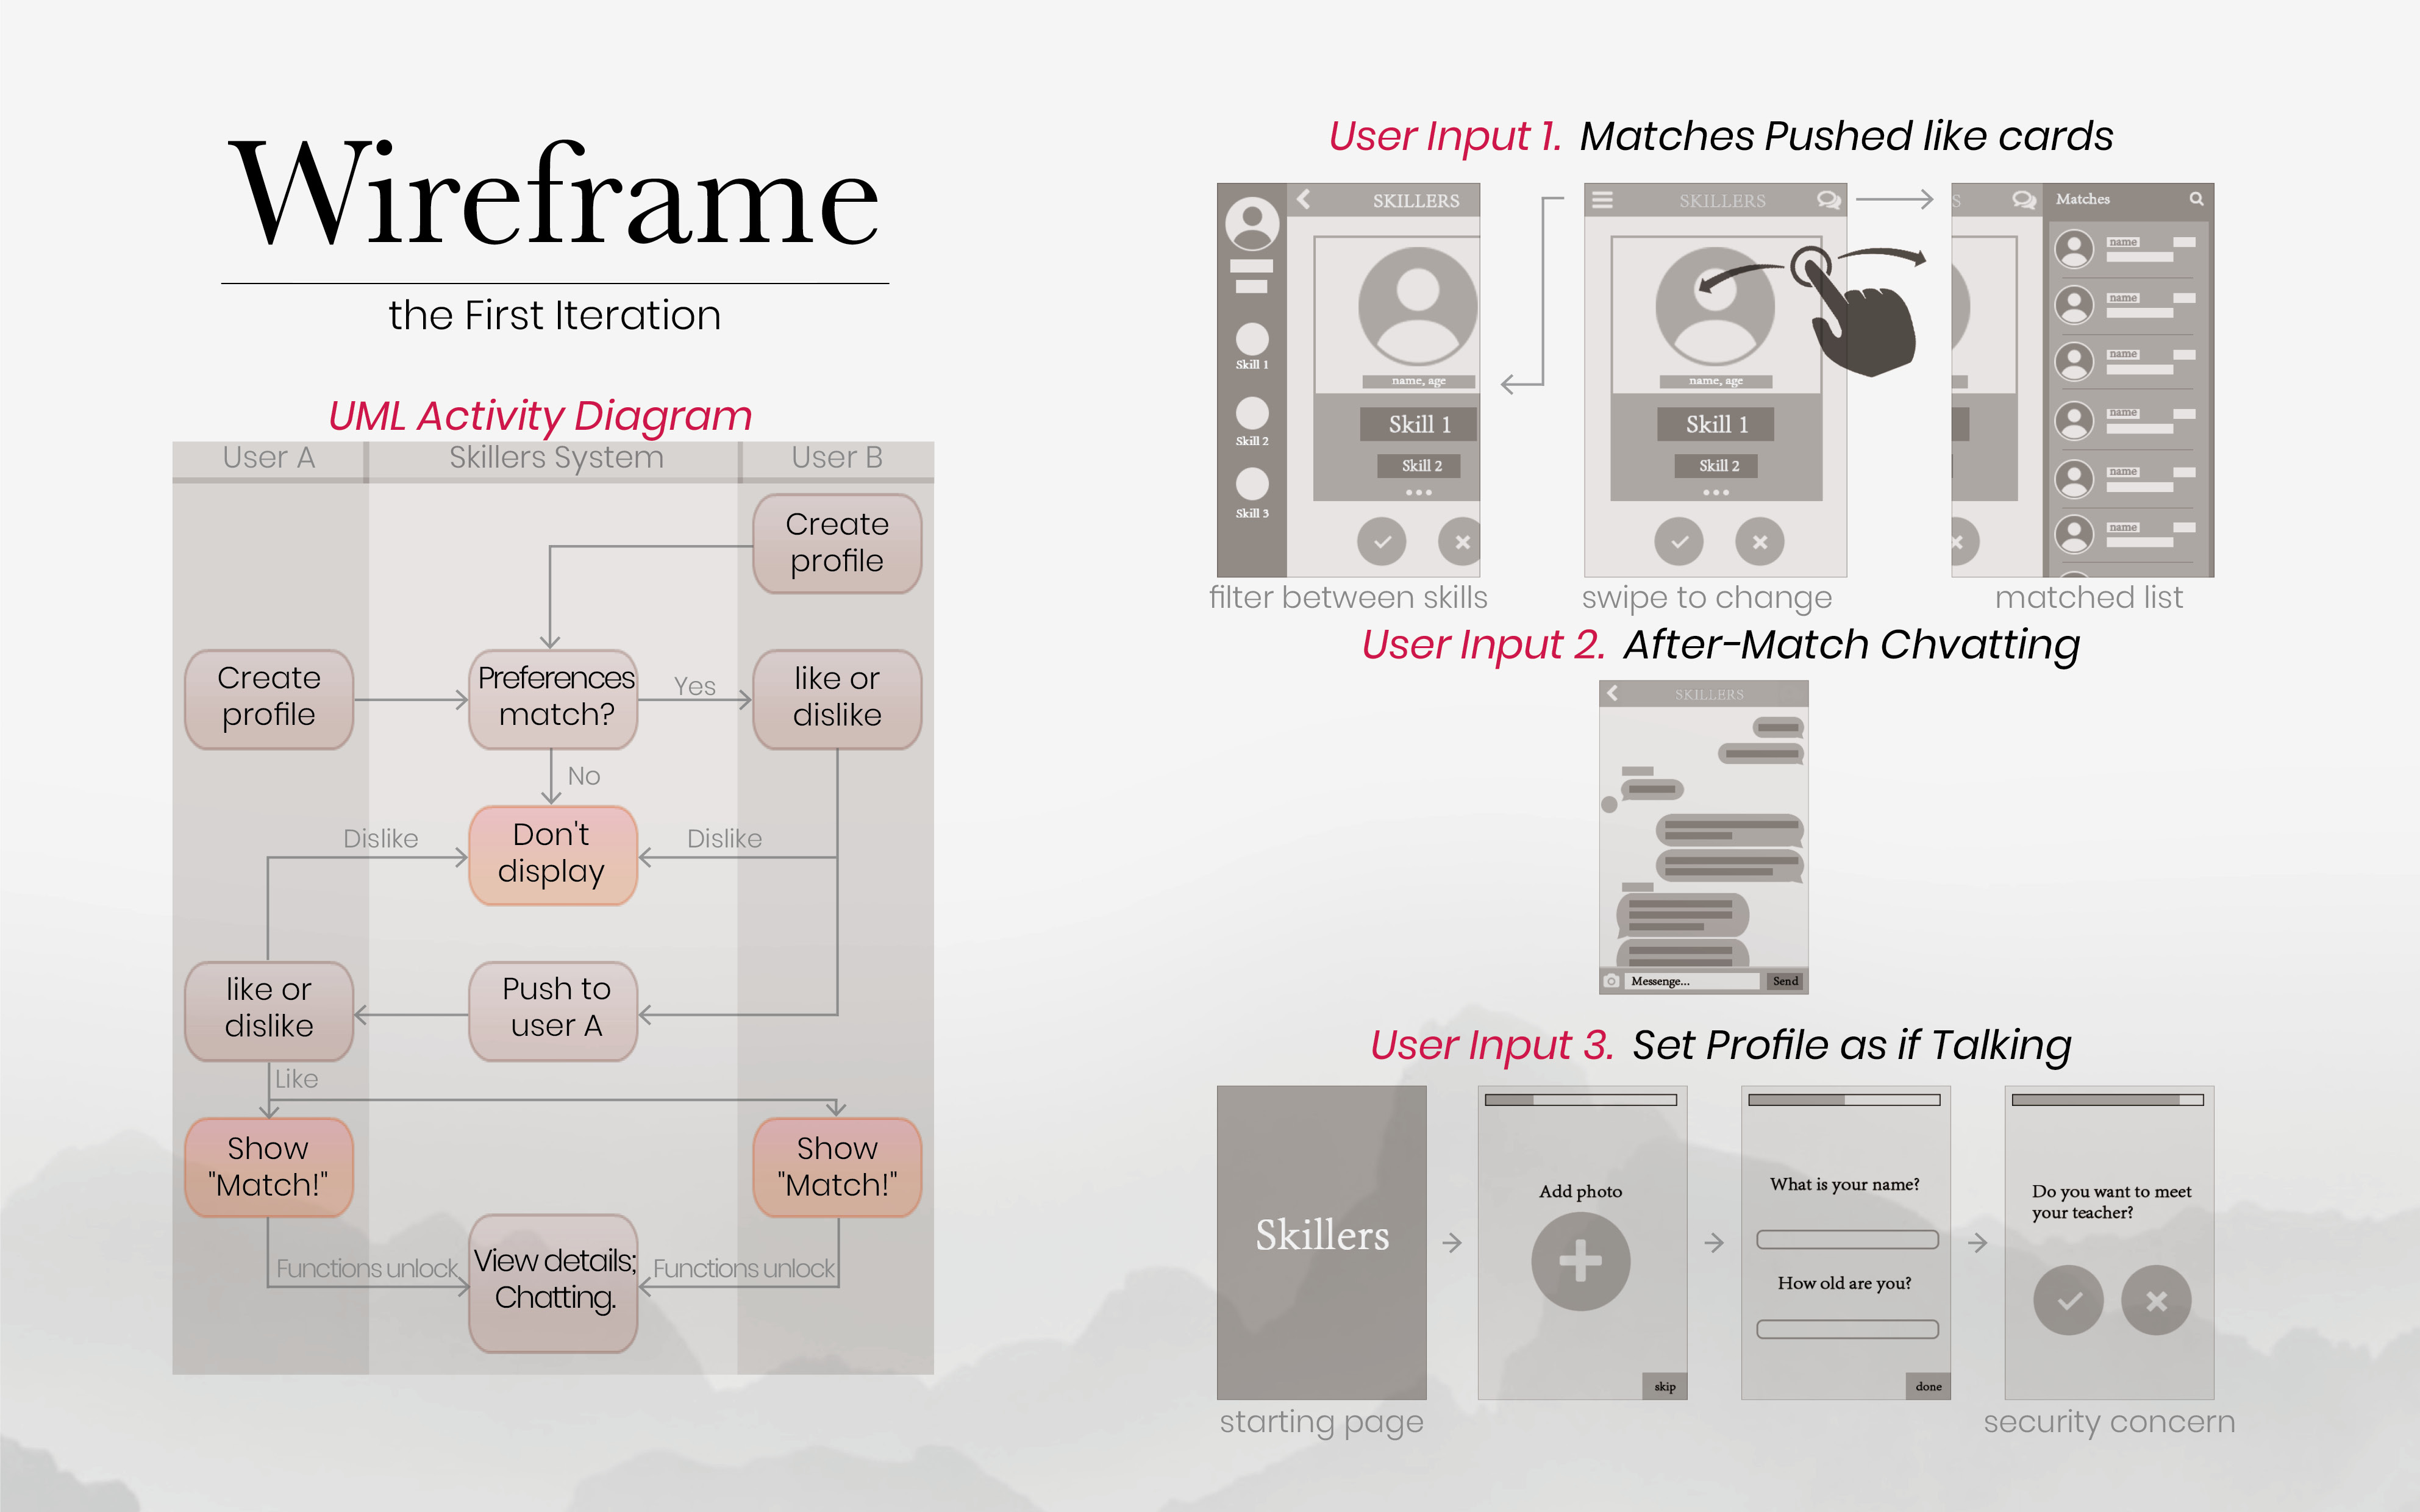 Wireframe
the First Iteration
UML Activity Diagram
User A
Skillers System
User B
Create
profile
Create
profile
Preferences
match?
Yes
like or
dislike
No
Dislike
Don't
display
Dislike
like or
dislike
Push to
user A
Like
Show
"Match!"
Show
"Match!"
Functions unlock
View details;
Chatting.
Functions unlock
User Input 1. Matches Pushed like cards
SKILLERS
name, age
Skill 1
Skill 2
Skill 1
Skill 2
Skill 3
filter between skills
SKILLERS
name, age
Skill 1
Skill 2
swipe to change
S
Matches
name
name
name
name
name
name
matched list
User Input 2. After-Match Chvatting
SKILLERS
Messenge...
Send
User Input 3. Set Profile as if Talking
Skillers
starting page
Add photo
skip
What is your name?
How old are you?
done
Do you want to meet
your teacher?
security concern